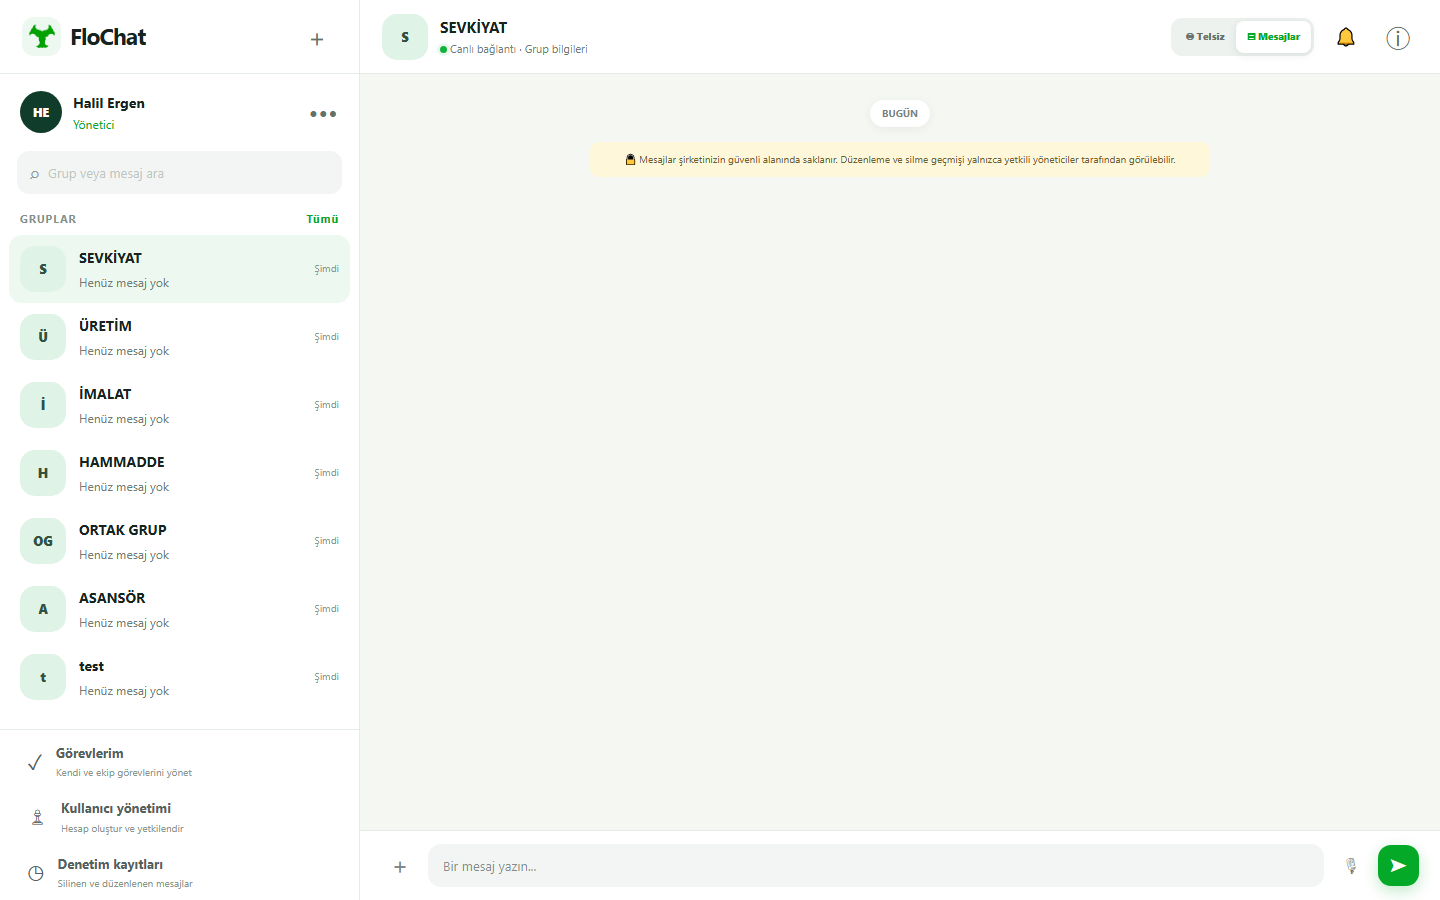 FloChat
HE
Halil Ergen
Yönetici
Grup veya mesaj ara
GRUPLAR
Tümü
S
SEVKİYAT
Henüz mesaj yok
Şimdi
Ü
ÜRETİM
Henüz mesaj yok
Şimdi
İ
İMALAT
Henüz mesaj yok
Şimdi
H
HAMMADDE
Henüz mesaj yok
Şimdi
OG
ORTAK GRUP
Henüz mesaj yok
Şimdi
A
ASANSÖR
Henüz mesaj yok
Şimdi
t
test
Henüz mesaj yok
Şimdi
Görevlerim
Kendi ve ekip görevlerini yönet
Kullanıcı yönetimi
Hesap oluştur ve yetkilendir
Denetim kayıtları
Silinen ve düzenlenen mesajlar
S
SEVKİYAT
Canlı bağlantı · Grup bilgileri
Telsiz
Mesajlar
BUGÜN
Mesajlar şirketinizin güvenli alanında saklanır. Düzenleme ve silme geçmişi yalnızca yetkili yöneticiler tarafından görülebilir.
Bir mesaj yazın...